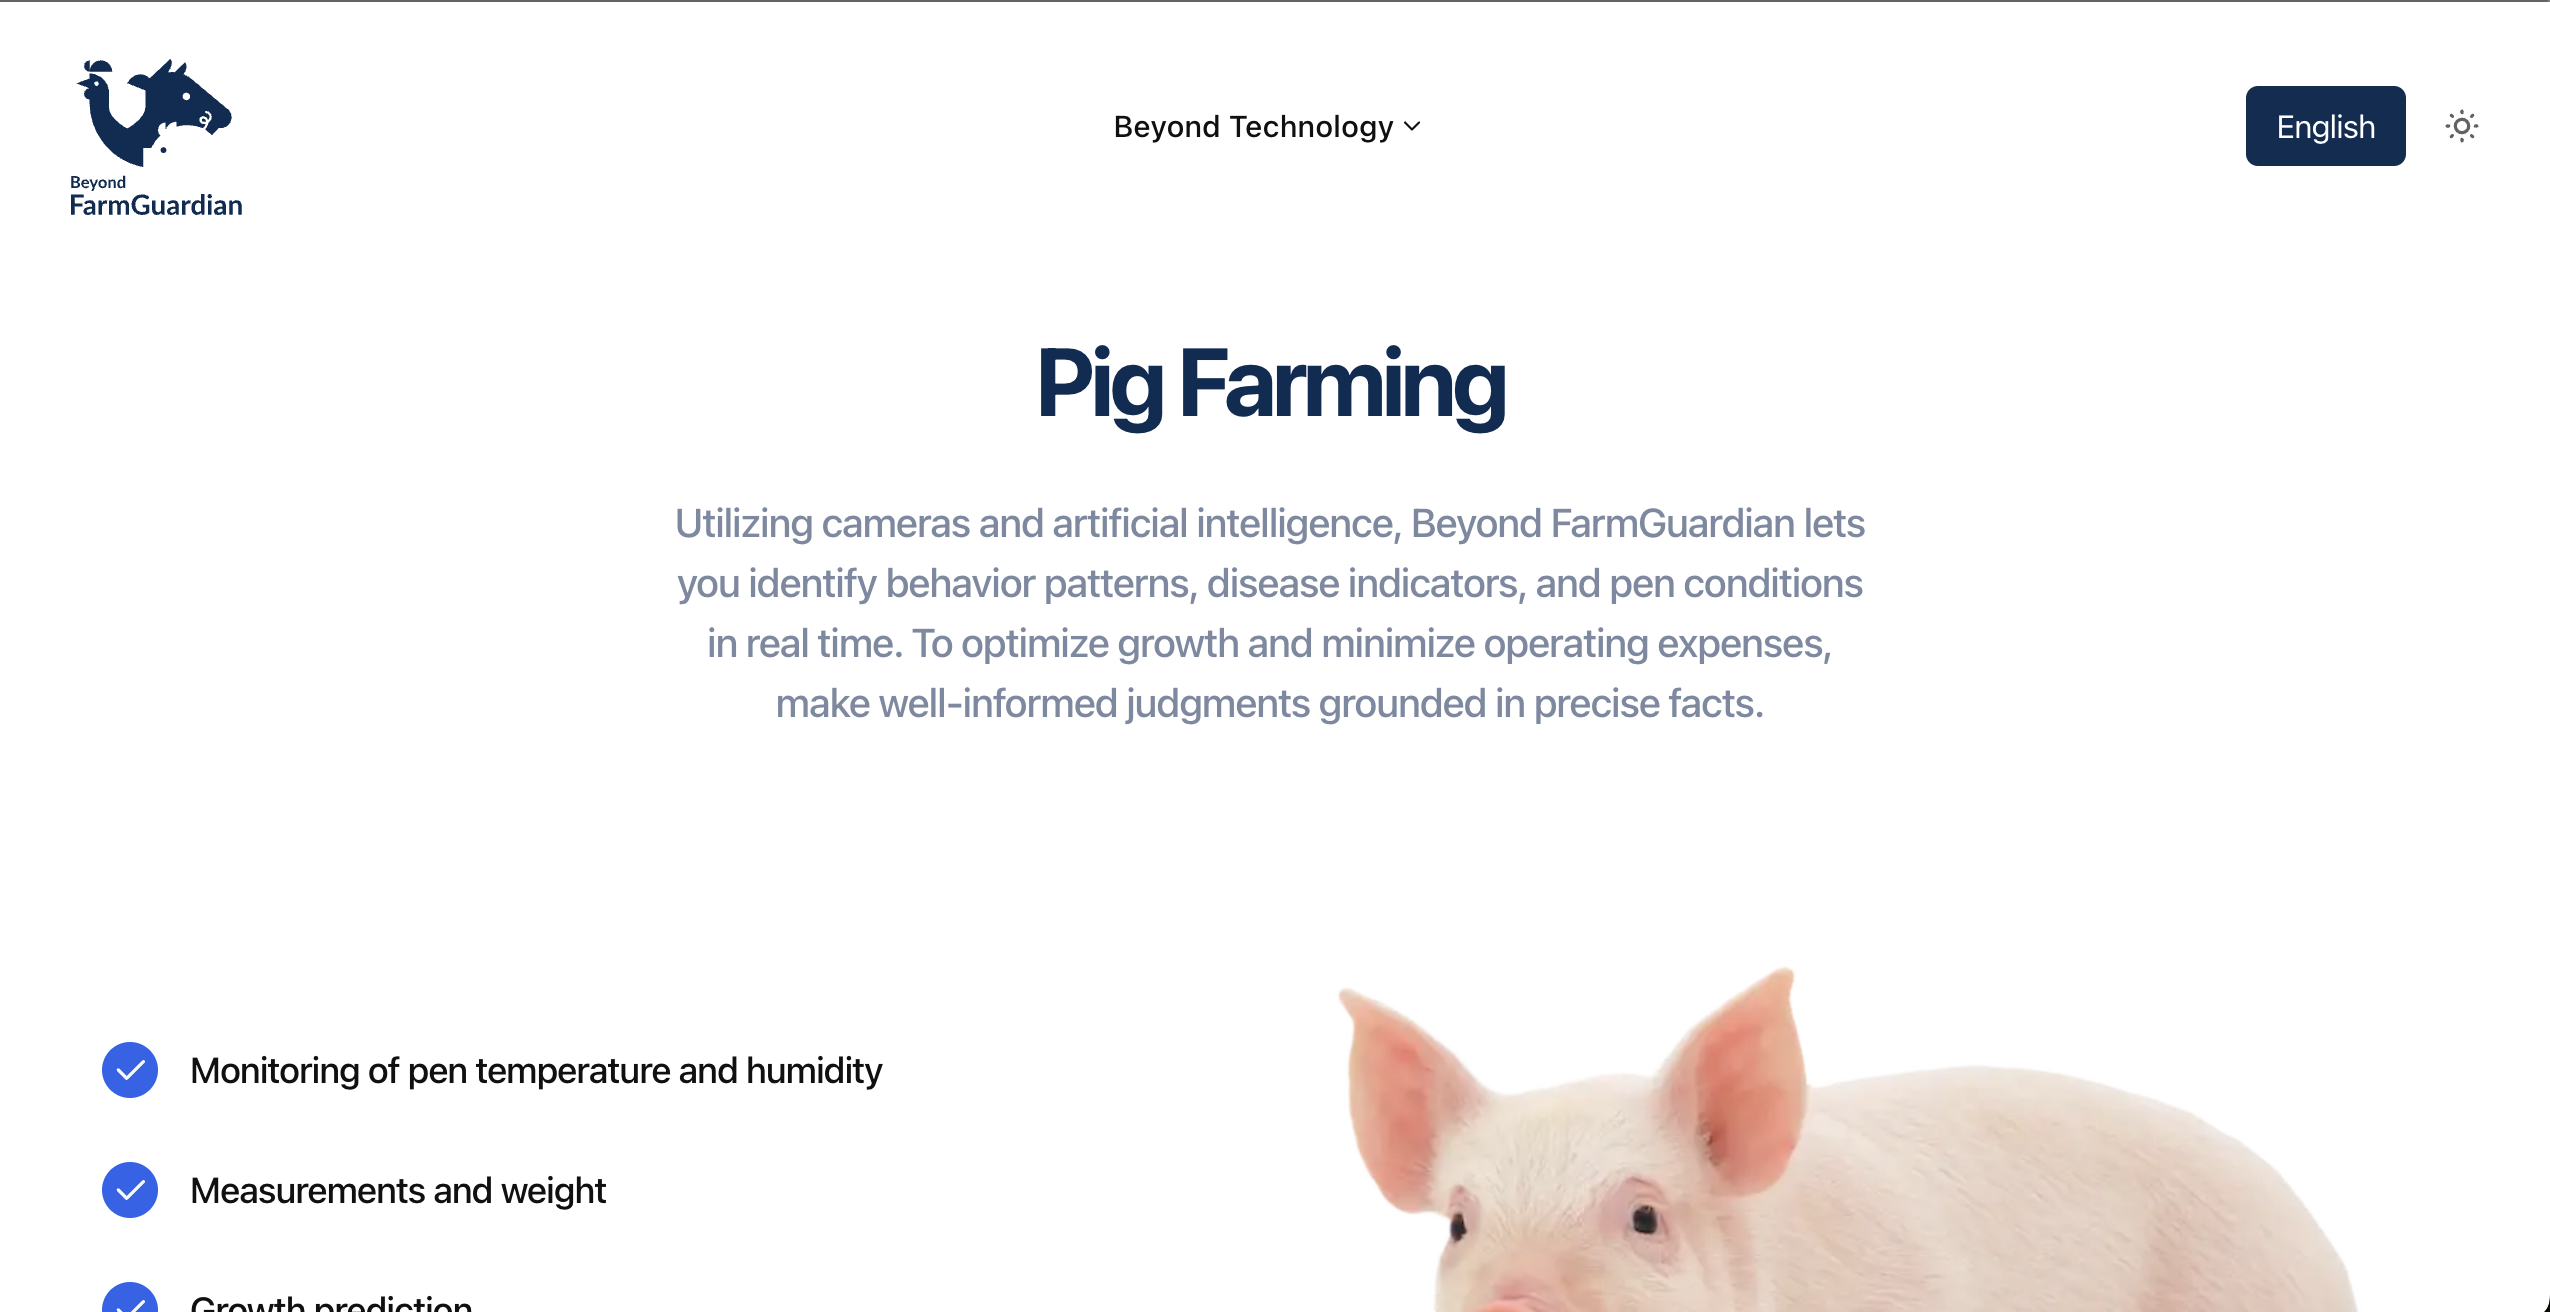 Beyond
FarmGuardian
Beyond Technology
English
Pig Farming
Utilizing cameras and artificial intelligence, Beyond FarmGuardian lets
you identify behavior patterns, disease indicators, and pen conditions
in real time. To optimize growth and minimize operating expenses,
make well-informed judgments grounded in precise facts.
Monitoring of pen temperature and humidity
Measurements and weight
Growth prediction